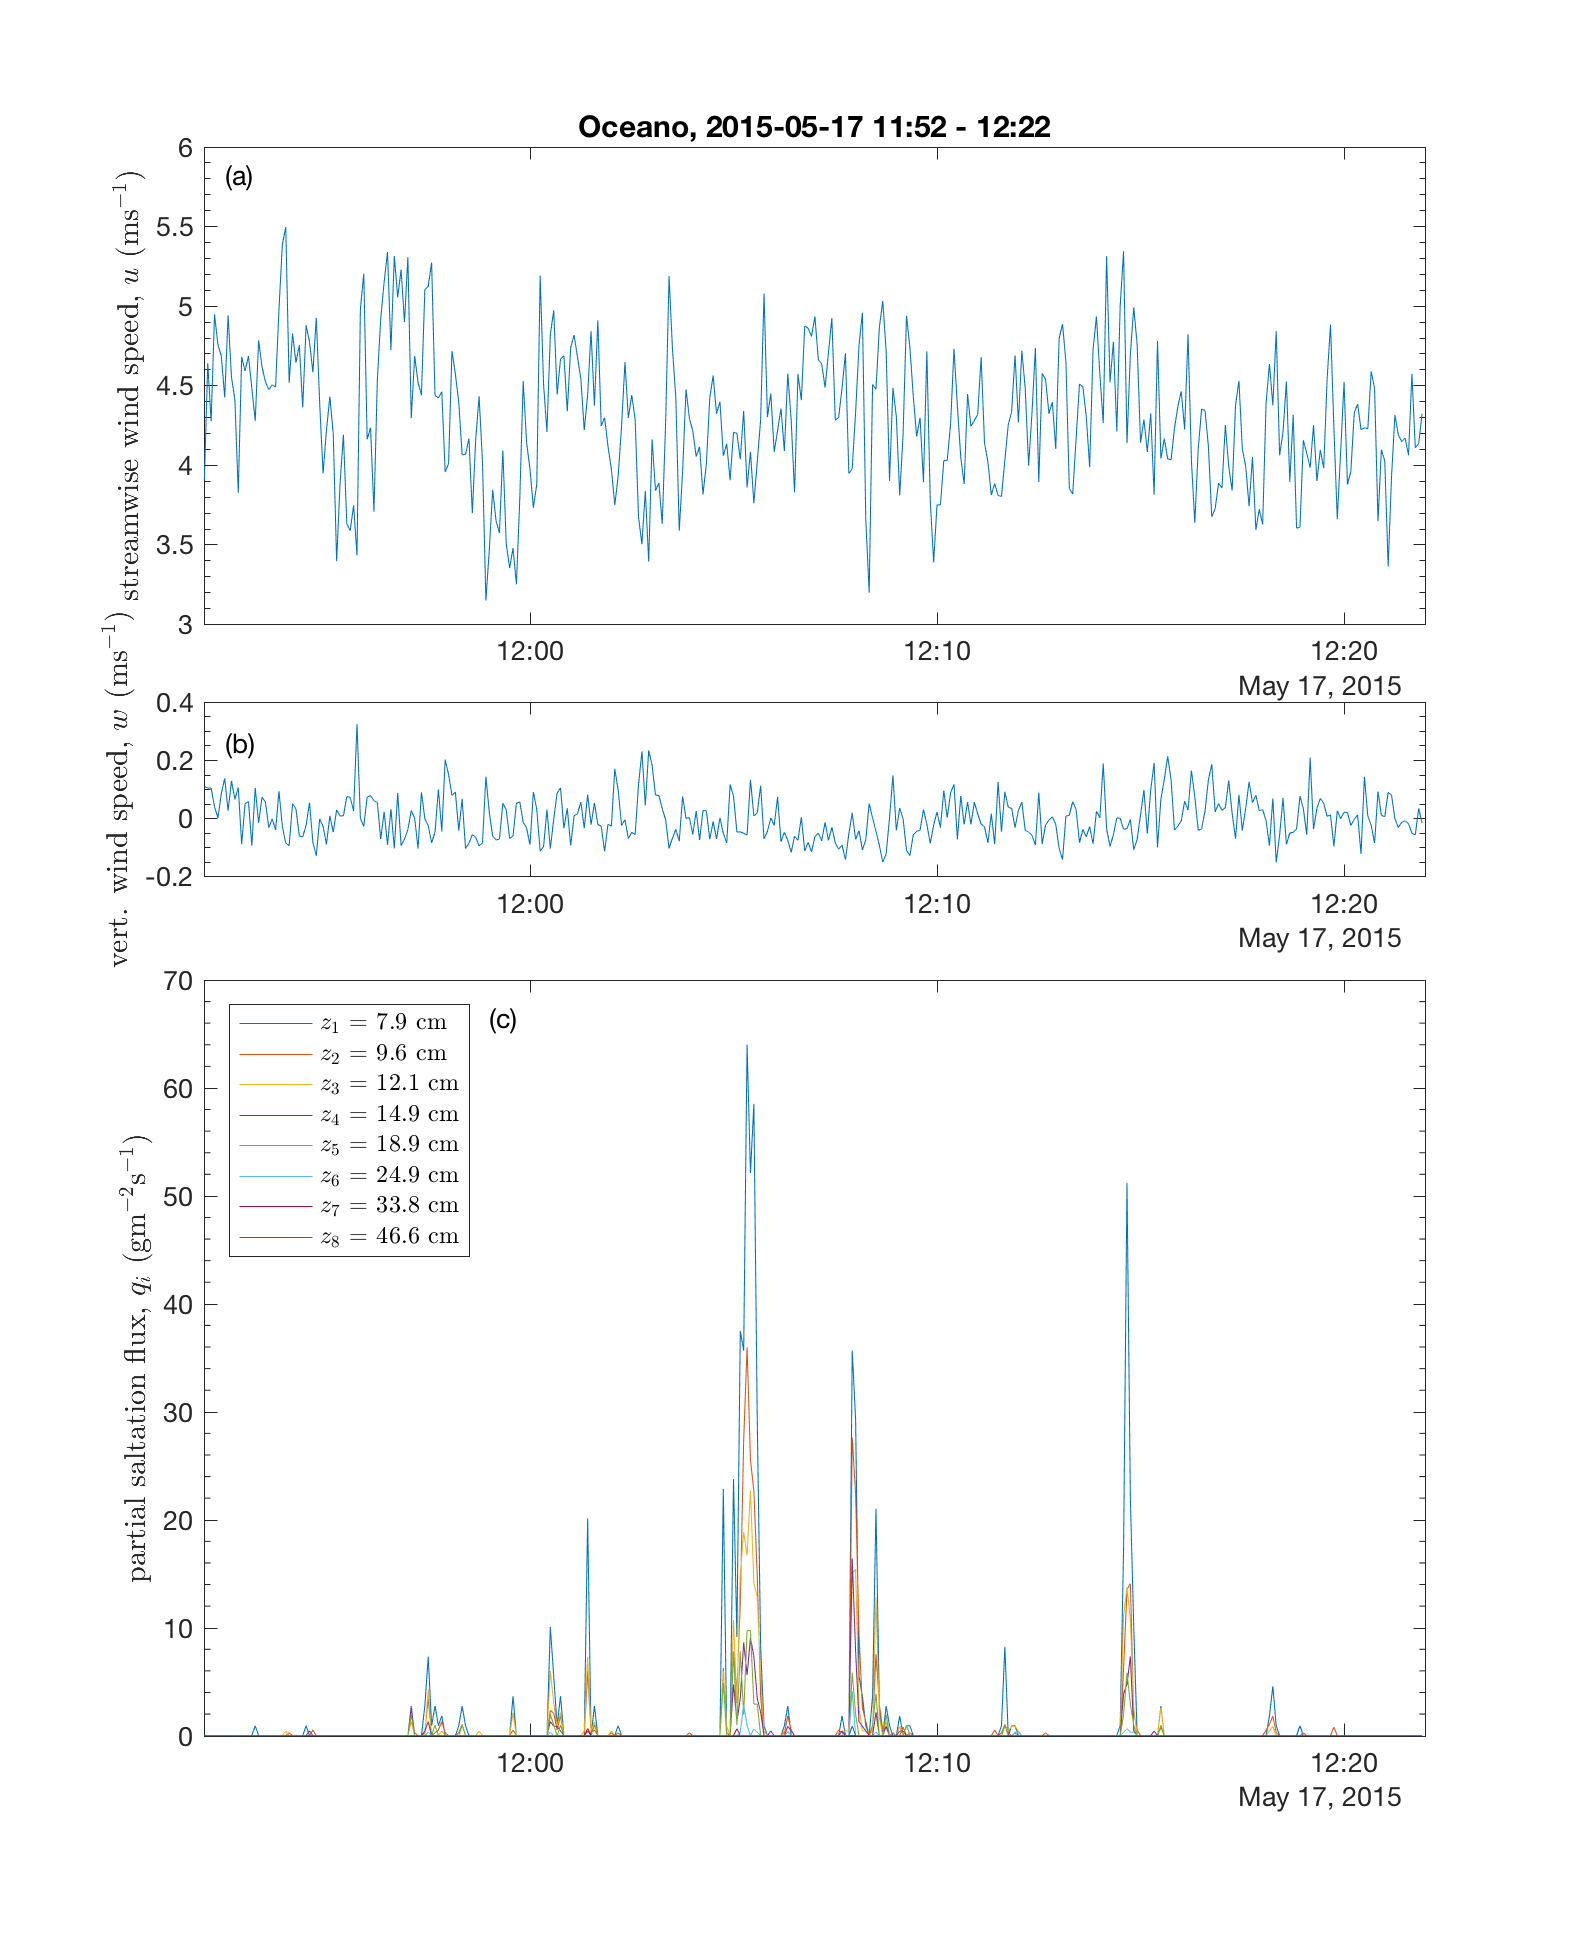 Oceano, 2015-05-17 11:52 - 12:22
(a)
streamwise wind speed, u (ms⁻¹)
6
5.5
5
4.5
4
3.5
3
12:00 12:10 12:20
May 17, 2015
(b)
vert. wind speed, w (ms⁻¹)
0.4
0.2
0
-0.2
12:00 12:10 12:20
May 17, 2015
(c)
partial saltation flux, qᵢ (gm⁻²s⁻¹)
70
60
50
40
30
20
10
0
z₁ = 7.9 cm
z₂ = 9.6 cm
z₃ = 12.1 cm
z₄ = 14.9 cm
z₅ = 18.9 cm
z₆ = 24.9 cm
z₇ = 33.8 cm
z₈ = 46.6 cm
12:00 12:10 12:20
May 17, 2015